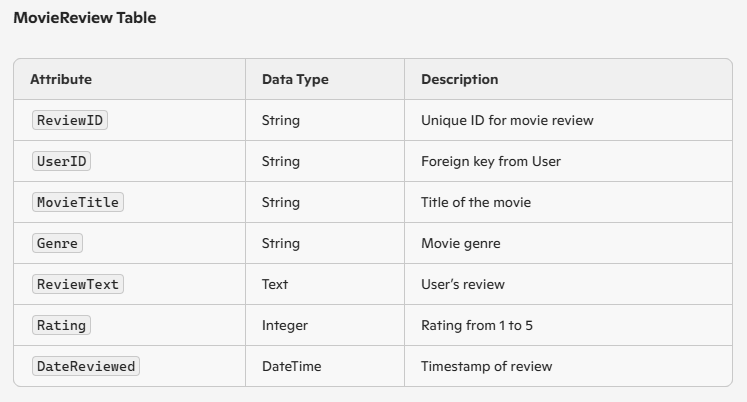 MovieReview Table
Attribute Data Type Description
ReviewID String Unique ID for movie review
UserID String Foreign key from User
MovieTitle String Title of the movie
Genre String Movie genre
ReviewText Text User’s review
Rating Integer Rating from 1 to 5
DateReviewed DateTime Timestamp of review